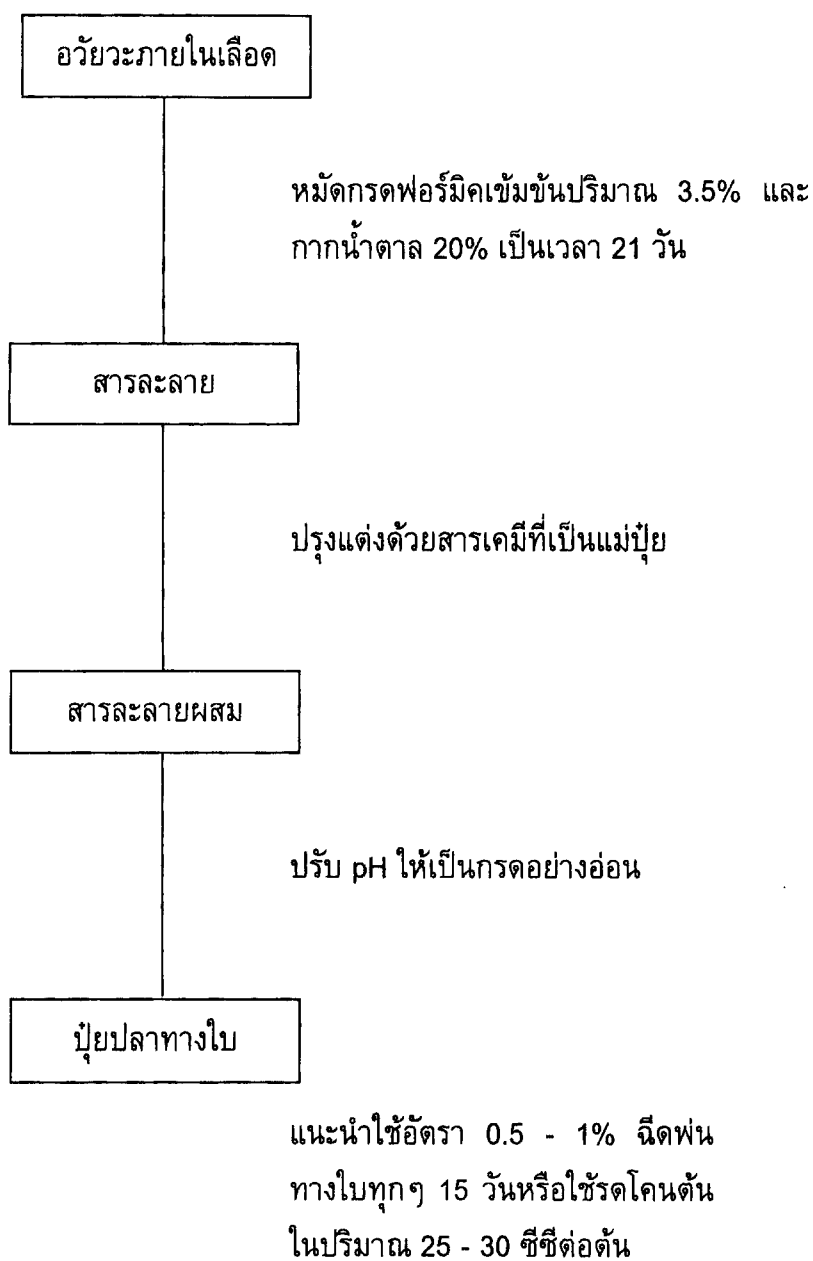 อวัยวะภายในเลือด
หมัดกรดฟอร์มิคเข้มข้นปริมาณ 3.5% และ
กากน้ำตาล 20% เป็นเวลา 21 วัน
สารละลาย
ปรุงแต่งด้วยสารเคมีที่เป็นแม่ปุ๋ย
สารละลายผสม
ปรับ pH ให้เป็นกรดอย่างอ่อน
ปุ๋ยปลาทางใบ
แนะนำใช้อัตรา 0.5 - 1% ฉีดพ่น
ทางใบทุกๆ 15 วันหรือใช้รดโคนต้น
ในปริมาณ 25 - 30 ซีซีต่อต้น